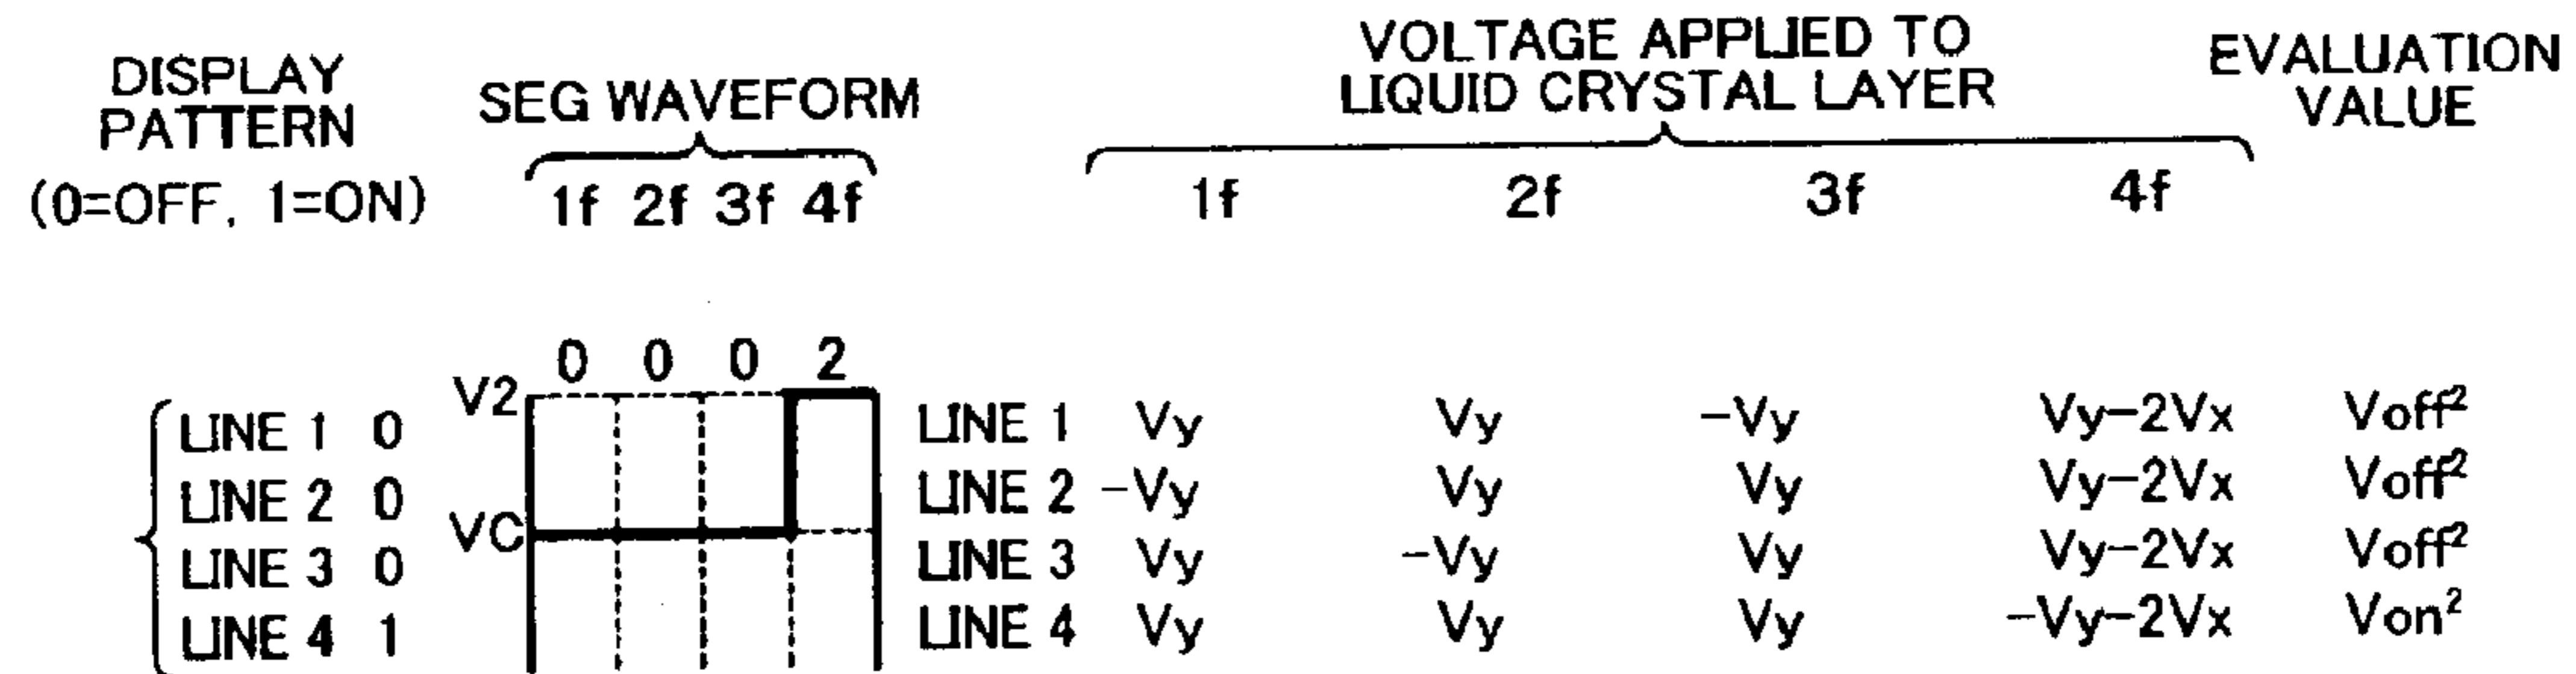 DISPLAY
PATTERN
(0=OFF, 1=ON)
SEG WAVEFORM
1f 2f 3f 4f
VOLTAGE APPLIED TO
LIQUID CRYSTAL LAYER
1f 2f 3f 4f
EVALUATION
VALUE
0 0 0 2
V2
VC
LINE 1 0
LINE 2 0
LINE 3 0
LINE 4 1
LINE 1 Vy Vy -Vy Vy-2Vx Voff²
LINE 2 -Vy Vy Vy Vy-2Vx Voff²
LINE 3 Vy -Vy Vy Vy-2Vx Voff²
LINE 4 Vy Vy Vy -Vy-2Vx Von²